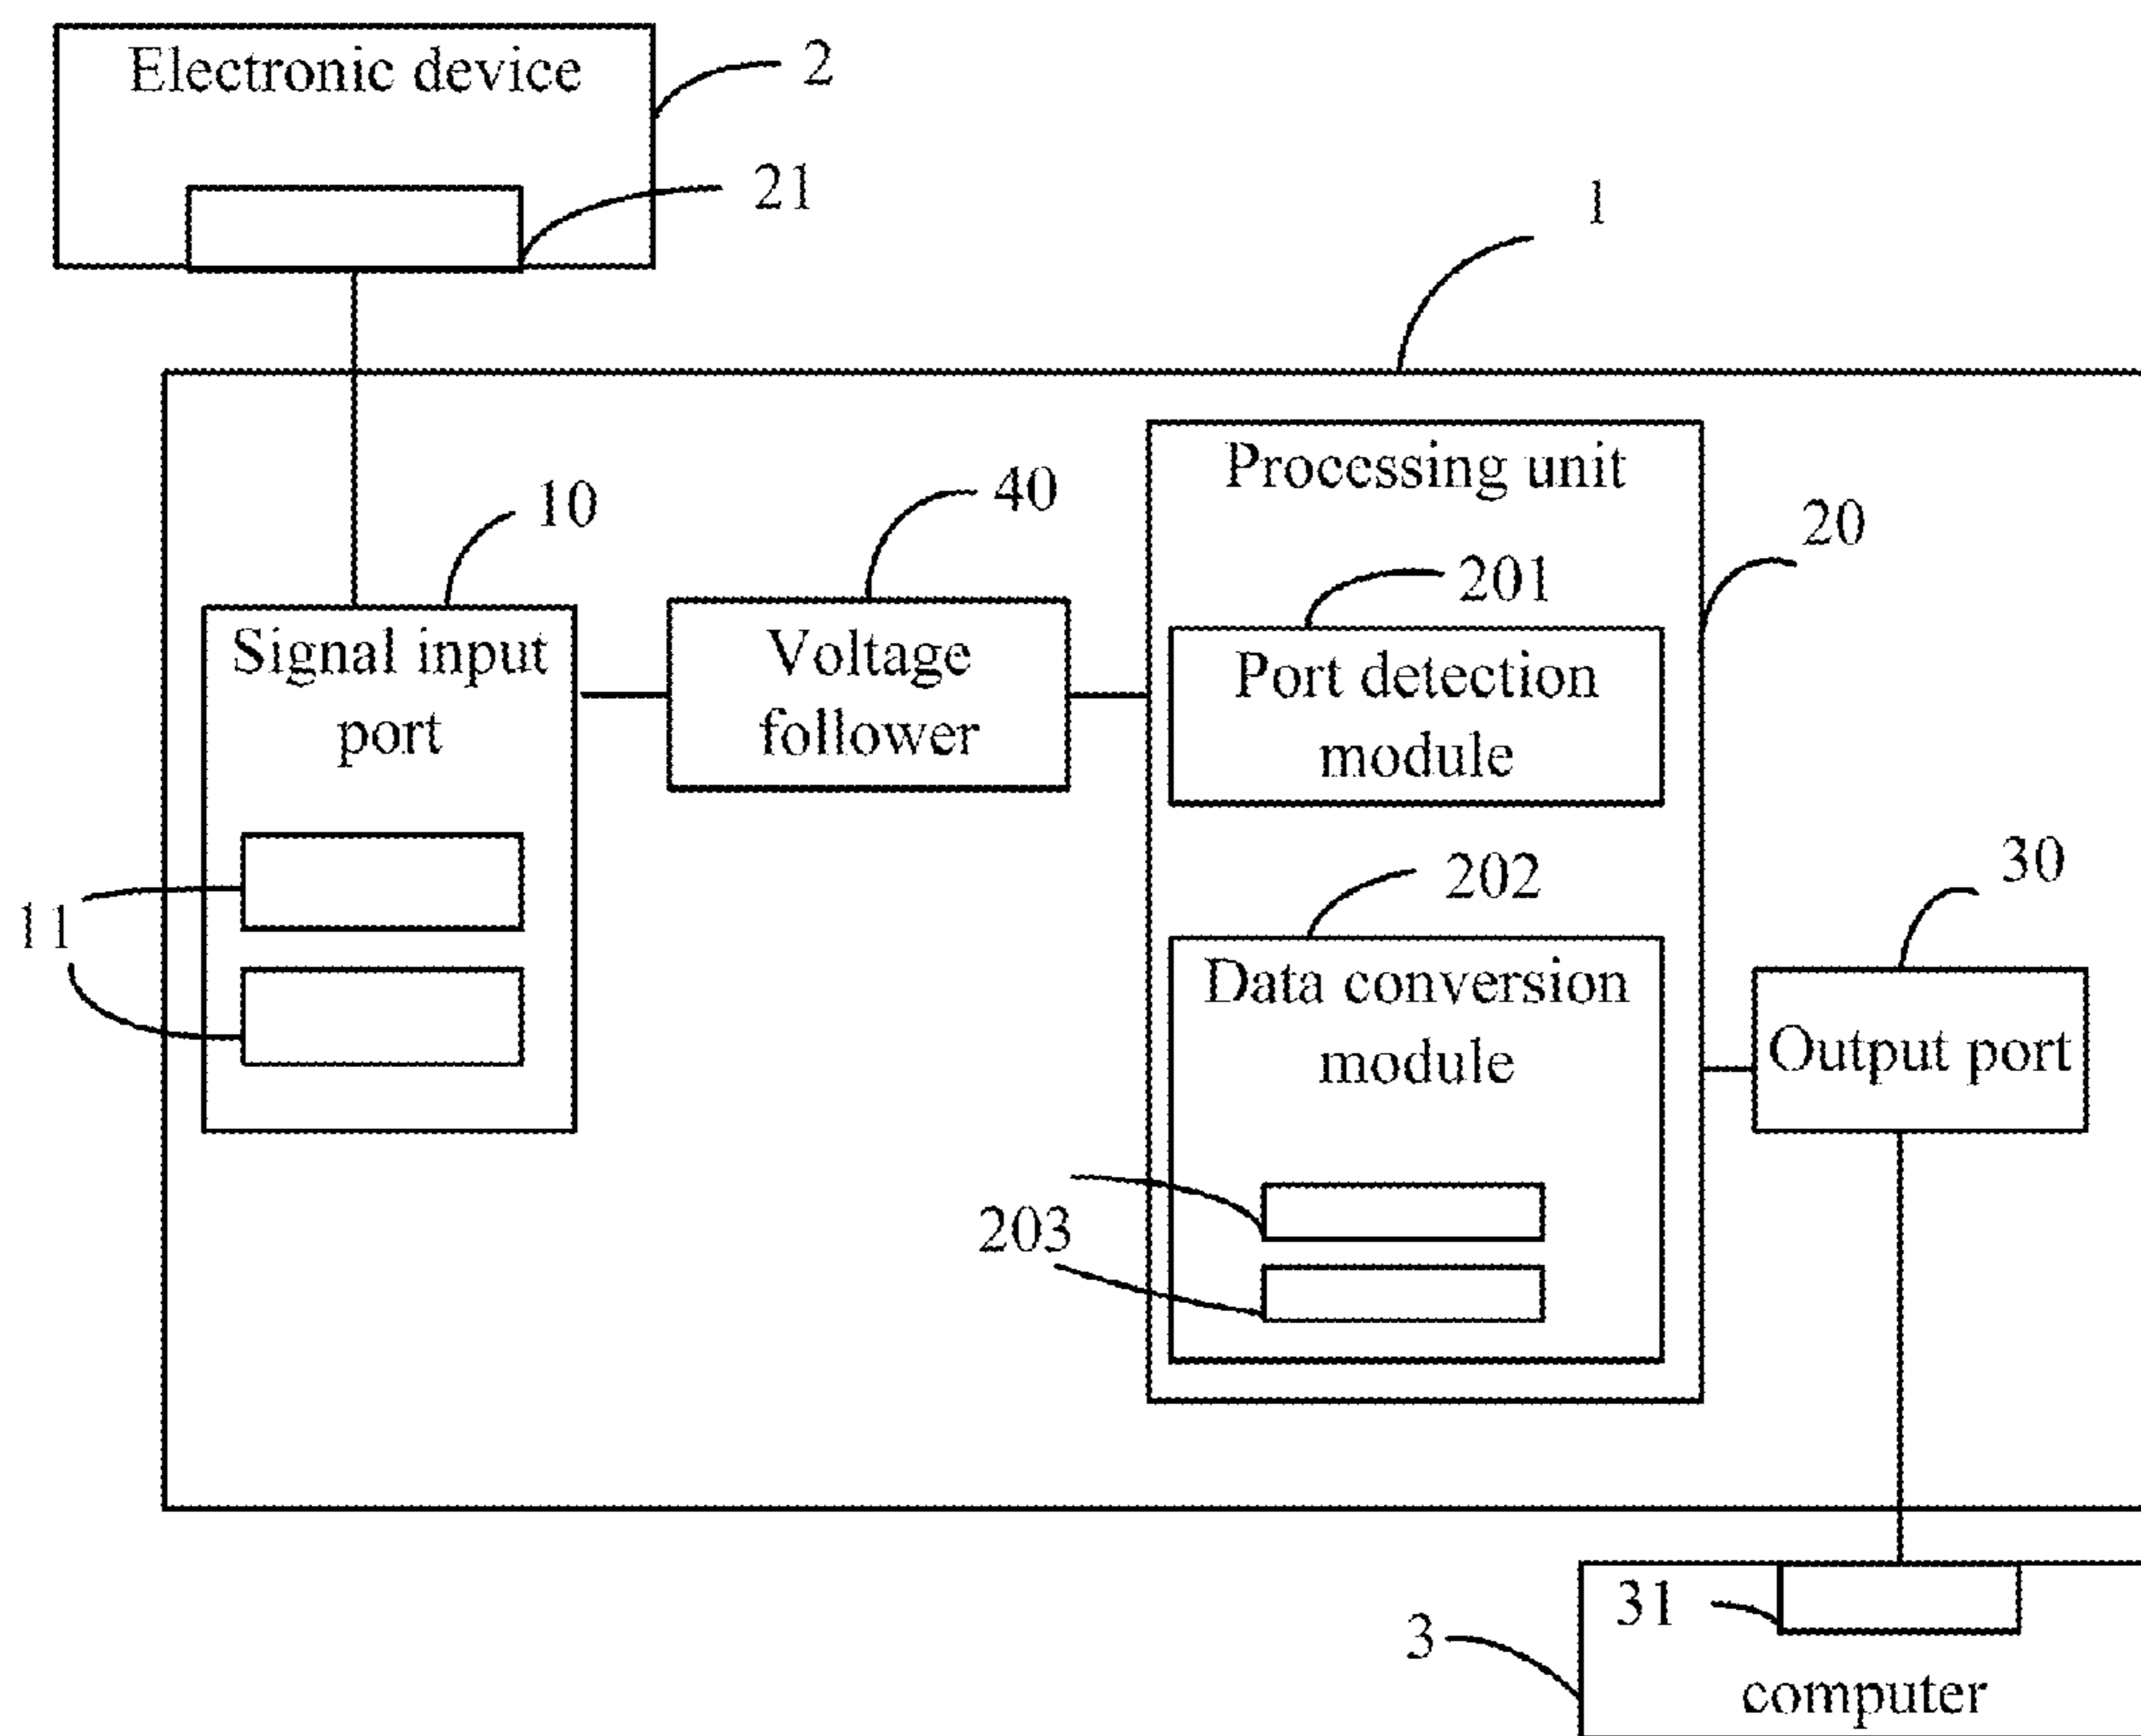 Electronic device
2
21
1
10
40
Processing unit
20
201
Signal input
port
Voltage
follower
Port detection
module
11
202
30
Data conversion
module
Output port
203
31
3
computer